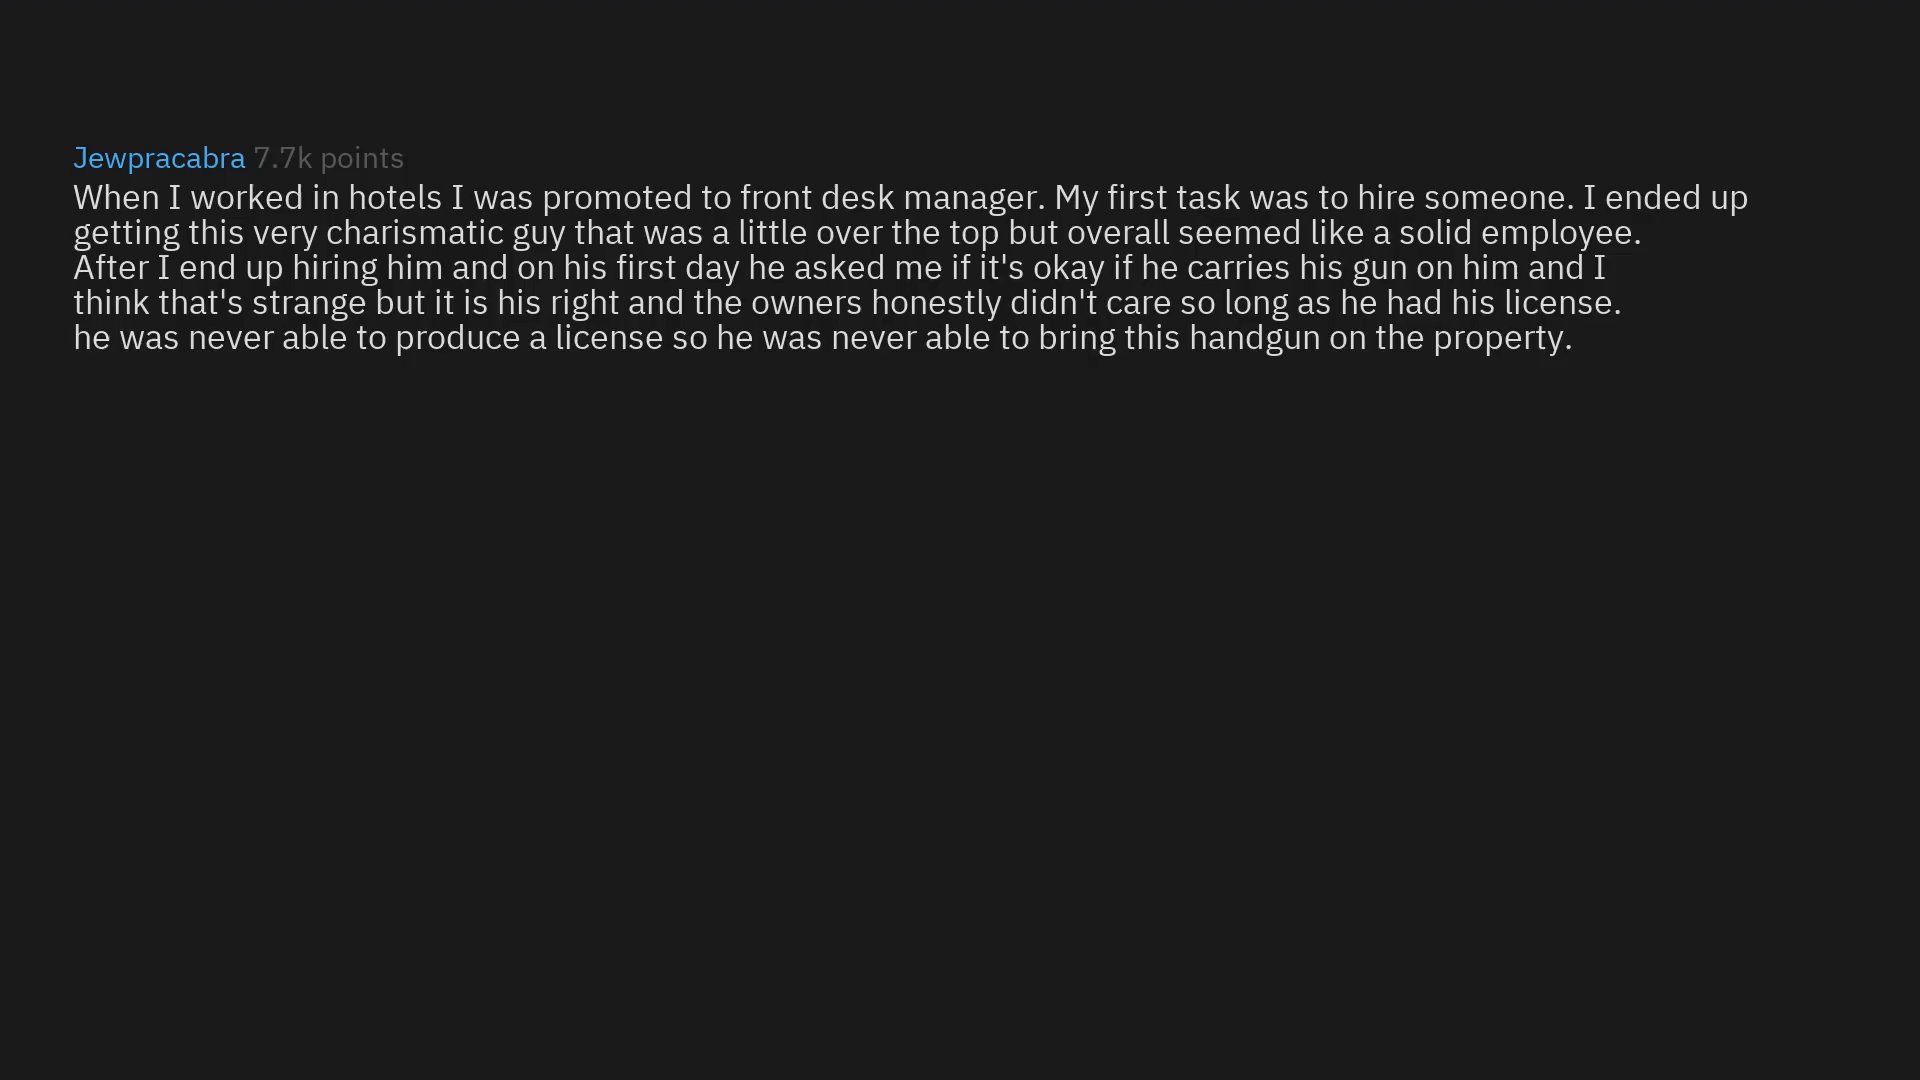 Jewpracabra 7.7k points
When I worked in hotels I was promoted to front desk manager. My first task was to hire someone. I ended up
getting this very charismatic guy that was a little over the top but overall seemed like a solid employee.
After I end up hiring him and on his first day he asked me if it's okay if he carries his gun on him and I
think that's strange but it is his right and the owners honestly didn't care so long as he had his license.
he was never able to produce a license so he was never able to bring this handgun on the property.